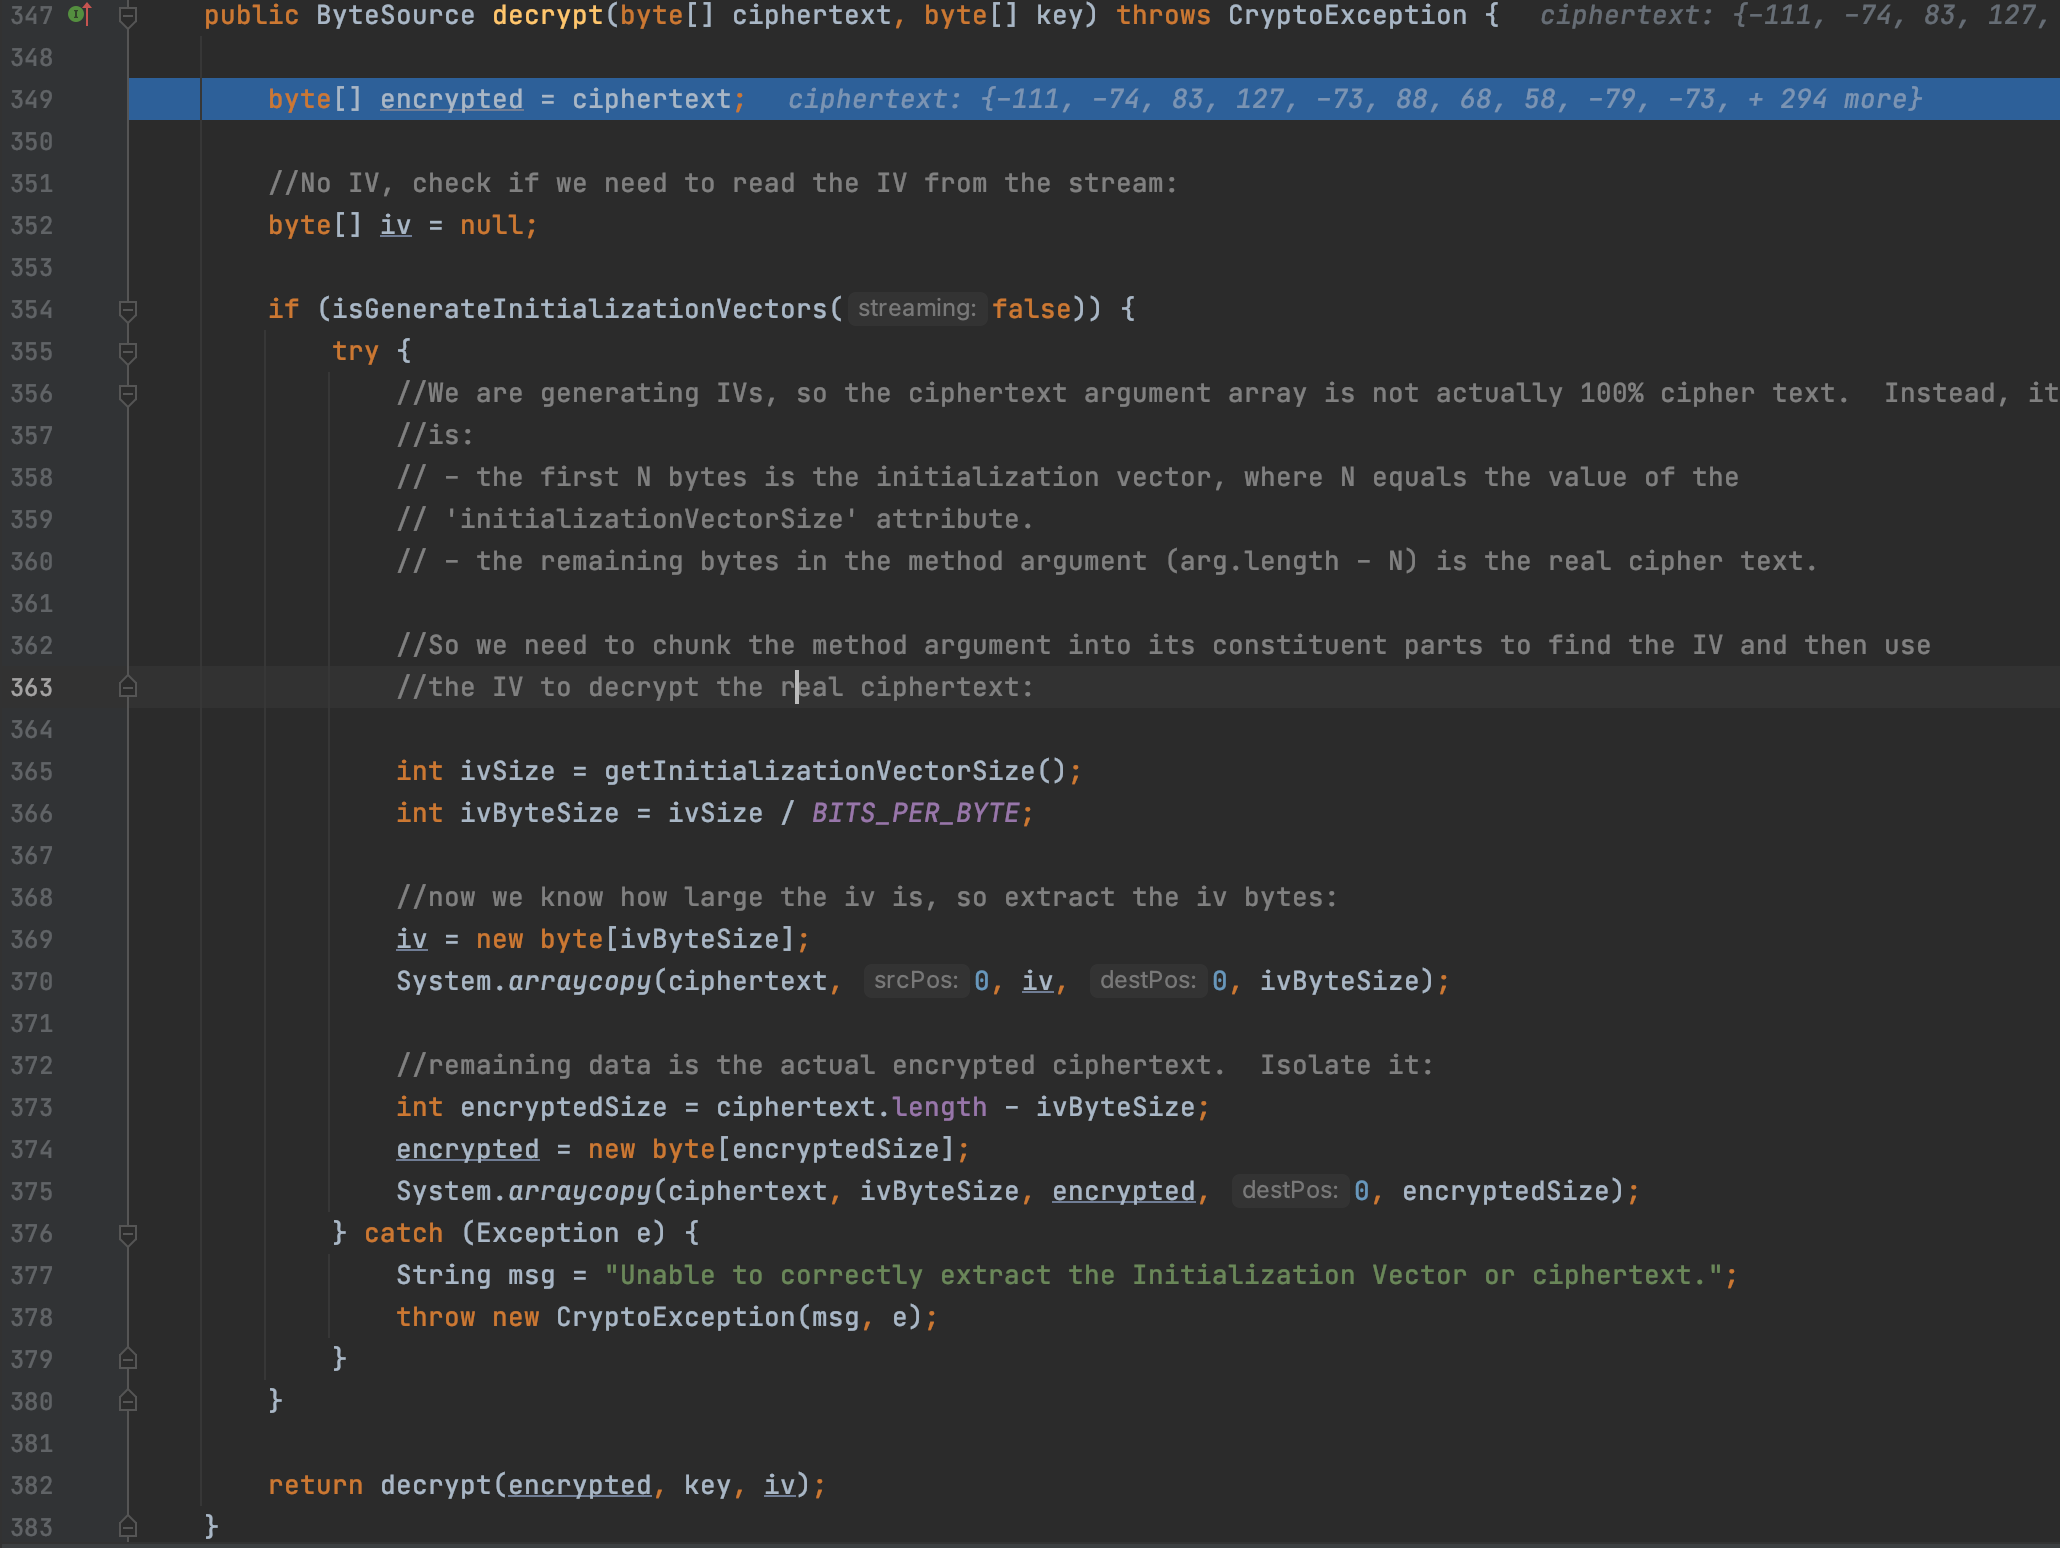 347 public ByteSource decrypt(byte[] ciphertext, byte[] key) throws CryptoException { ciphertext: {-111, -74, 83, 127,
348
349 byte[] encrypted = ciphertext; ciphertext: {-111, -74, 83, 127, -73, 88, 68, 58, -79, -73, + 294 more}
350
351 //No IV, check if we need to read the IV from the stream:
352 byte[] iv = null;
353
354 if (isGenerateInitializationVectors( streaming: false)) {
355 try {
356 //We are generating IVs, so the ciphertext argument array is not actually 100% cipher text.  Instead, it
357 //is:
358 // - the first N bytes is the initialization vector, where N equals the value of the
359 // 'initializationVectorSize' attribute.
360 // - the remaining bytes in the method argument (arg.length - N) is the real cipher text.
361
362 //So we need to chunk the method argument into its constituent parts to find the IV and then use
363 //the IV to decrypt the real ciphertext:
364
365 int ivSize = getInitializationVectorSize();
366 int ivByteSize = ivSize / BITS_PER_BYTE;
367
368 //now we know how large the iv is, so extract the iv bytes:
369 iv = new byte[ivByteSize];
370 System.arraycopy(ciphertext, srcPos: 0, iv, destPos: 0, ivByteSize);
371
372 //remaining data is the actual encrypted ciphertext.  Isolate it:
373 int encryptedSize = ciphertext.length - ivByteSize;
374 encrypted = new byte[encryptedSize];
375 System.arraycopy(ciphertext, ivByteSize, encrypted, destPos: 0, encryptedSize);
376 } catch (Exception e) {
377 String msg = "Unable to correctly extract the Initialization Vector or ciphertext.";
378 throw new CryptoException(msg, e);
379 }
380 }
381
382 return decrypt(encrypted, key, iv);
383 }